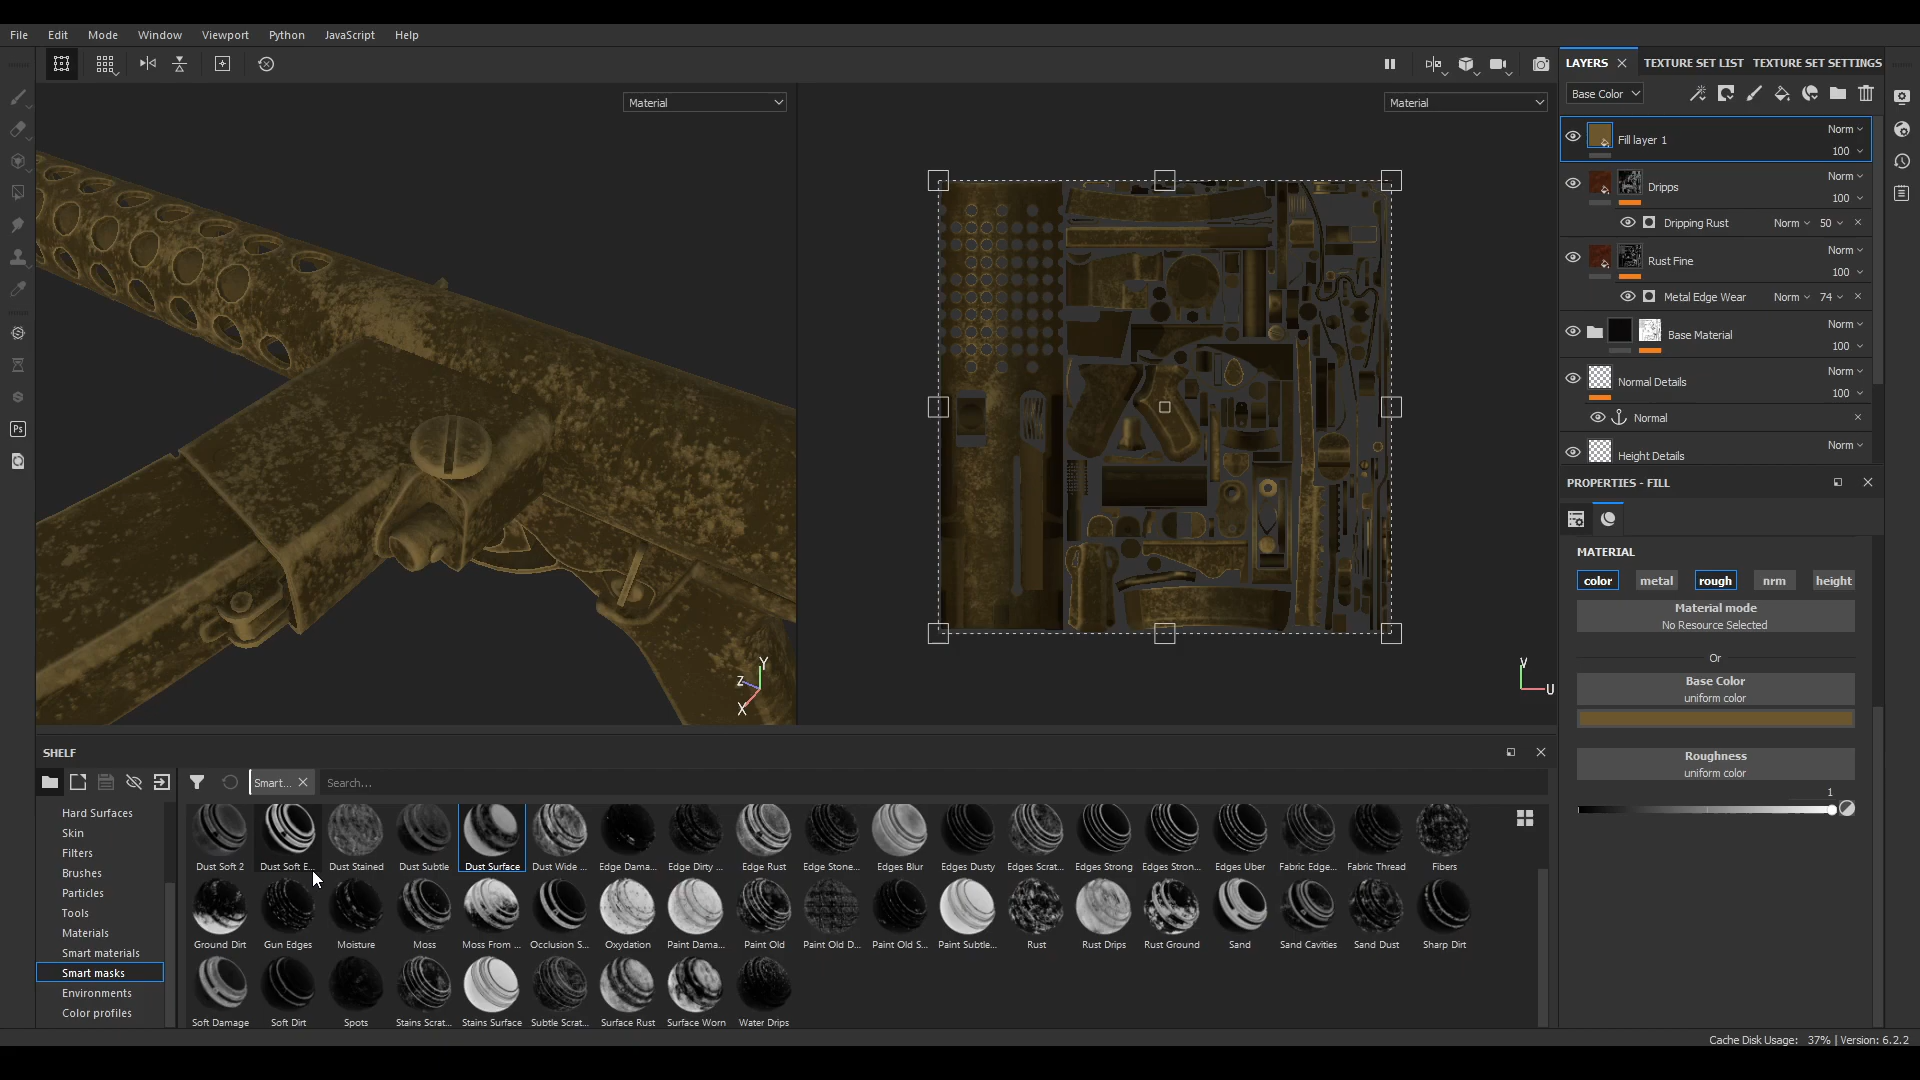 File Edit Mode Window Viewport Python JavaScript Help
Material
Material
Y
Z
X
V
U
LAYERS TEXTURE SET LIST TEXTURE SET SETTINGS
Base Color
Fill layer 1 Norm 100
Dripps Norm 100
Dripping Rust Norm 50
Rust Fine Norm 100
Metal Edge Wear Norm 74
Base Material Norm 100
Normal Details Norm 100
Normal
Height Details Norm
PROPERTIES - FILL
MATERIAL
color metal rough nrm height
Material mode
No Resource Selected
Or
Base Color
uniform color
Roughness
uniform color
1
Ps
SHELF
Smart... Search...
Hard Surfaces
Skin
Filters
Brushes
Particles
Tools
Materials
Smart materials
Smart masks
Environments
Color profiles
Dust Soft 2 Dust Soft E... Dust Stained Dust Subtle Dust Surface Dust Wide ... Edge Dama... Edge Dirty ... Edge Rust Edge Stone... Edges Blur Edges Dusty Edges Scrat... Edges Strong Edges Stron... Edges Uber Fabric Edge... Fabric Thread Fibers
Ground Dirt Gun Edges Moisture Moss Moss From ... Occlusion S... Oxydation Paint Dama... Paint Old Paint Old D... Paint Old S... Paint Subtle... Rust Rust Drips Rust Ground Sand Sand Cavities Sand Dust Sharp Dirt
Soft Damage Soft Dirt Spots Stains Scrat... Stains Surface Subtle Scrat... Surface Rust Surface Worn Water Drips
Cache Disk Usage: 37% | Version: 6.2.2